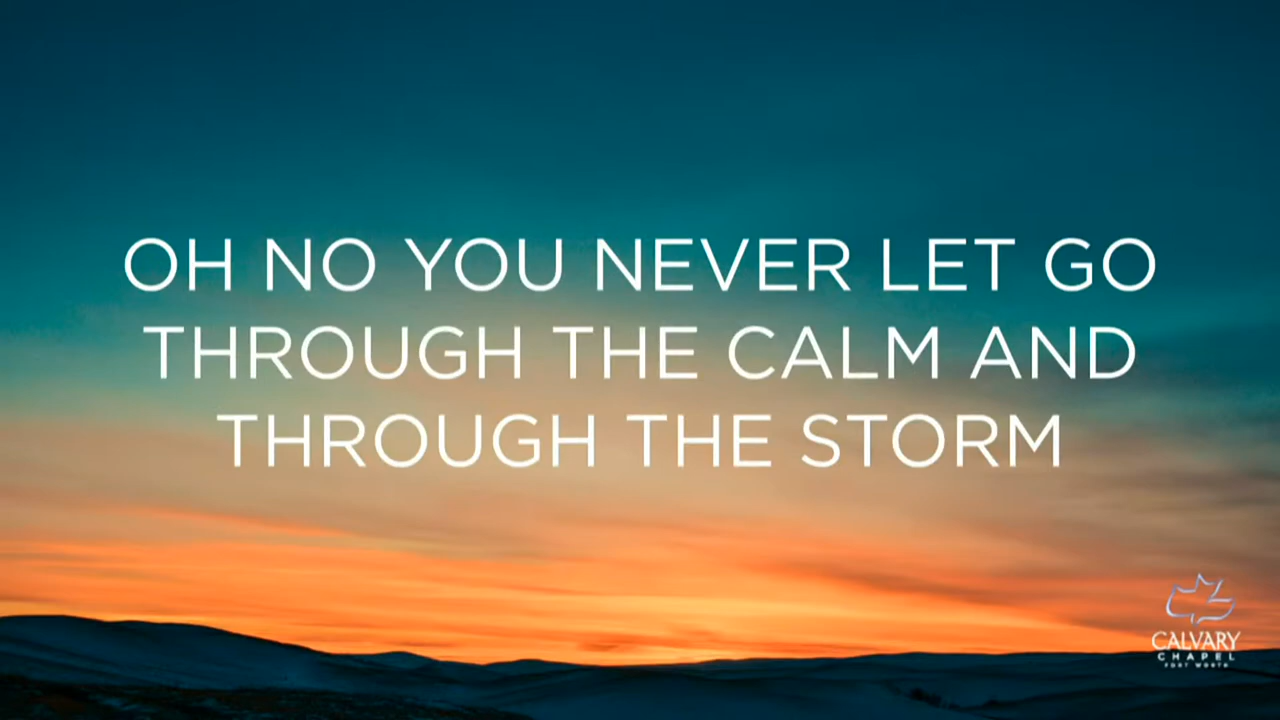 OH NO YOU NEVER LET GO
THROUGH THE CALM AND
THROUGH THE STORM
CALVARY
CHAPEL
FORT WORTH